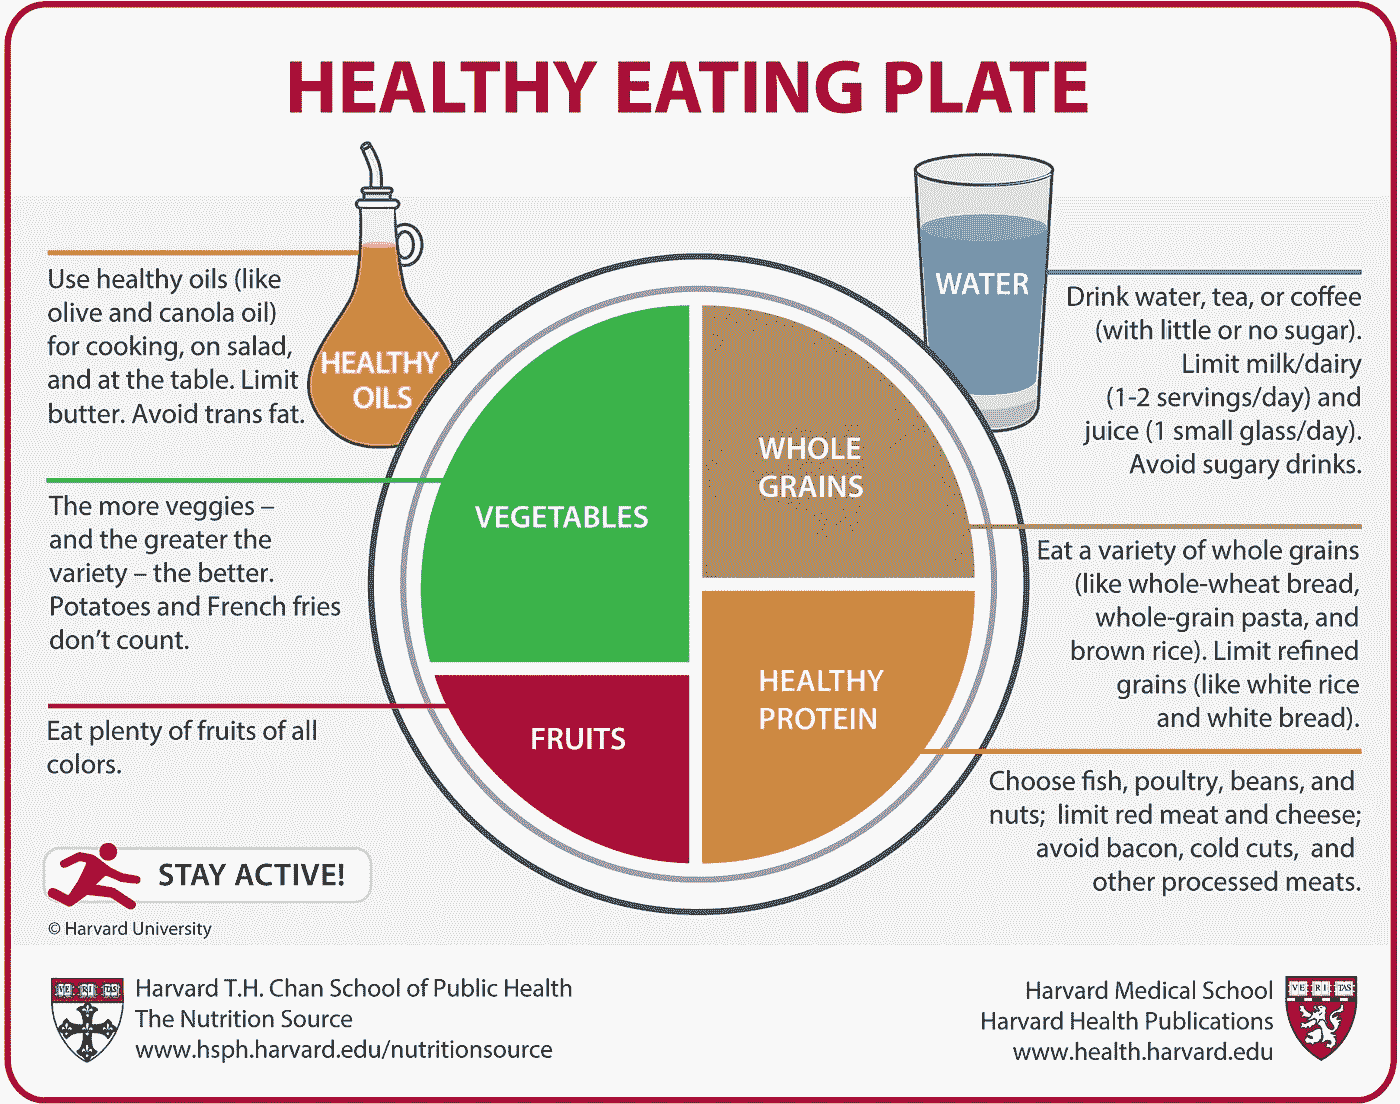 HEALTHY EATING PLATE
Use healthy oils (like
olive and canola oil)
for cooking, on salad,
and at the table. Limit
butter. Avoid trans fat.
HEALTHY
OILS
The more veggies –
and the greater the
variety – the better.
Potatoes and French fries
don’t count.
Eat plenty of fruits of all
colors.
VEGETABLES
FRUITS
WHOLE
GRAINS
HEALTHY
PROTEIN
WATER
Drink water, tea, or coffee
(with little or no sugar).
Limit milk/dairy
(1-2 servings/day) and
juice (1 small glass/day).
Avoid sugary drinks.
Eat a variety of whole grains
(like whole-wheat bread,
whole-grain pasta, and
brown rice). Limit refined
grains (like white rice
and white bread).
Choose fish, poultry, beans, and
nuts; limit red meat and cheese;
avoid bacon, cold cuts, and
other processed meats.
STAY ACTIVE!
© Harvard University
VE RI TAS
Harvard T.H. Chan School of Public Health
The Nutrition Source
www.hsph.harvard.edu/nutritionsource
Harvard Medical School
Harvard Health Publications
www.health.harvard.edu
VE RI TAS